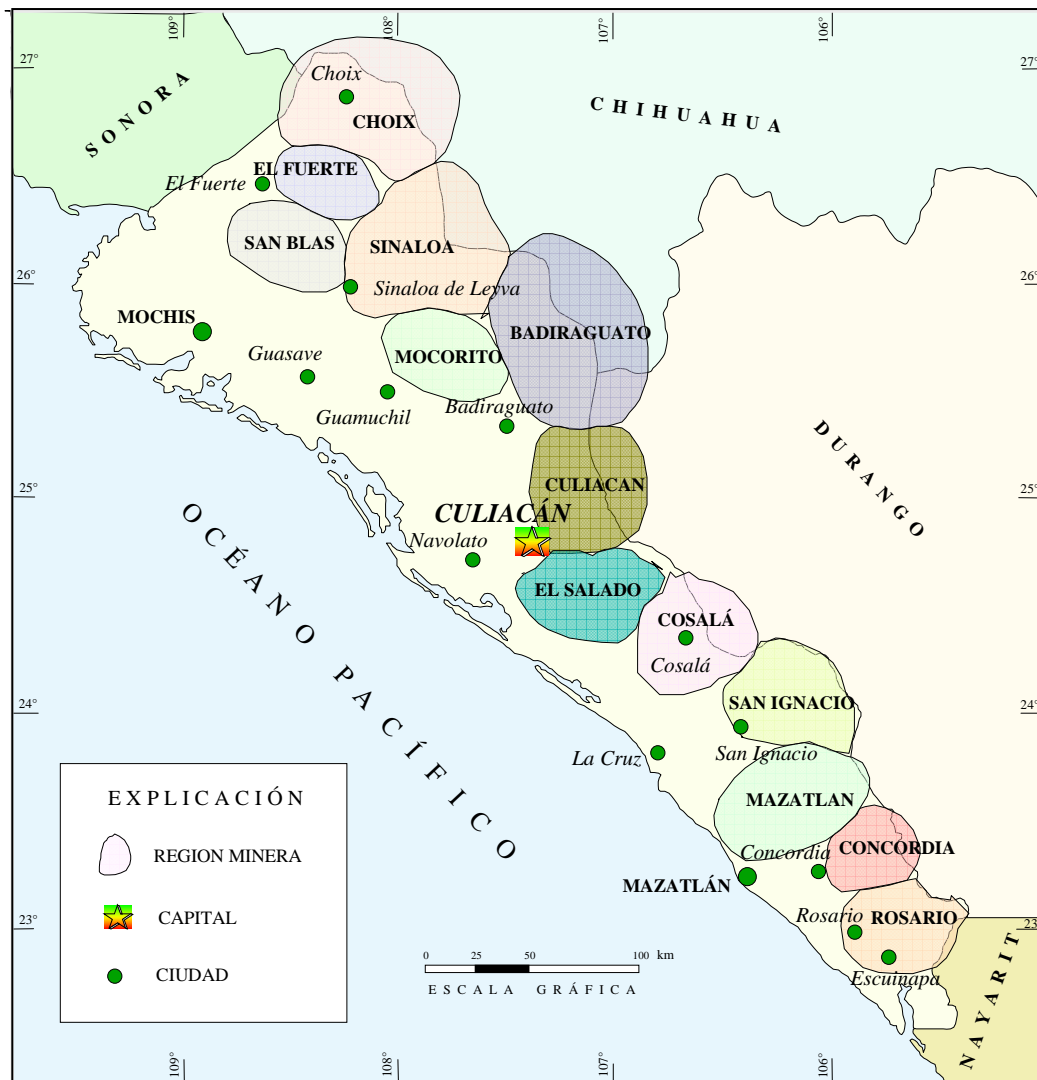 109°
108°
107°
106°
27°
27°
Choix
CHOIX
SONORA
CHIHUAHUA
EL FUERTE
El Fuerte
SAN BLAS
SINALOA
26°
26°
Sinaloa de Leyva
MOCHIS
BADIRAGUATO
Guasave
MOCORITO
Guamuchil
Badiraguato
DURANGO
25°
25°
CULIACAN
CULIACÁN
Navolato
EL SALADO
OCÉANO PACÍFICO
COSALÁ
Cosalá
24°
24°
SAN IGNACIO
San Ignacio
La Cruz
MAZATLAN
EXPLICACIÓN
REGION MINERA
CAPITAL
CIUDAD
Concordia
CONCORDIA
MAZATLÁN
Rosario
ROSARIO
23°
23
Escuinapa
NAYARIT
0 25 50 100 km
ESCALA GRÁFICA
109°
108°
107°
106°